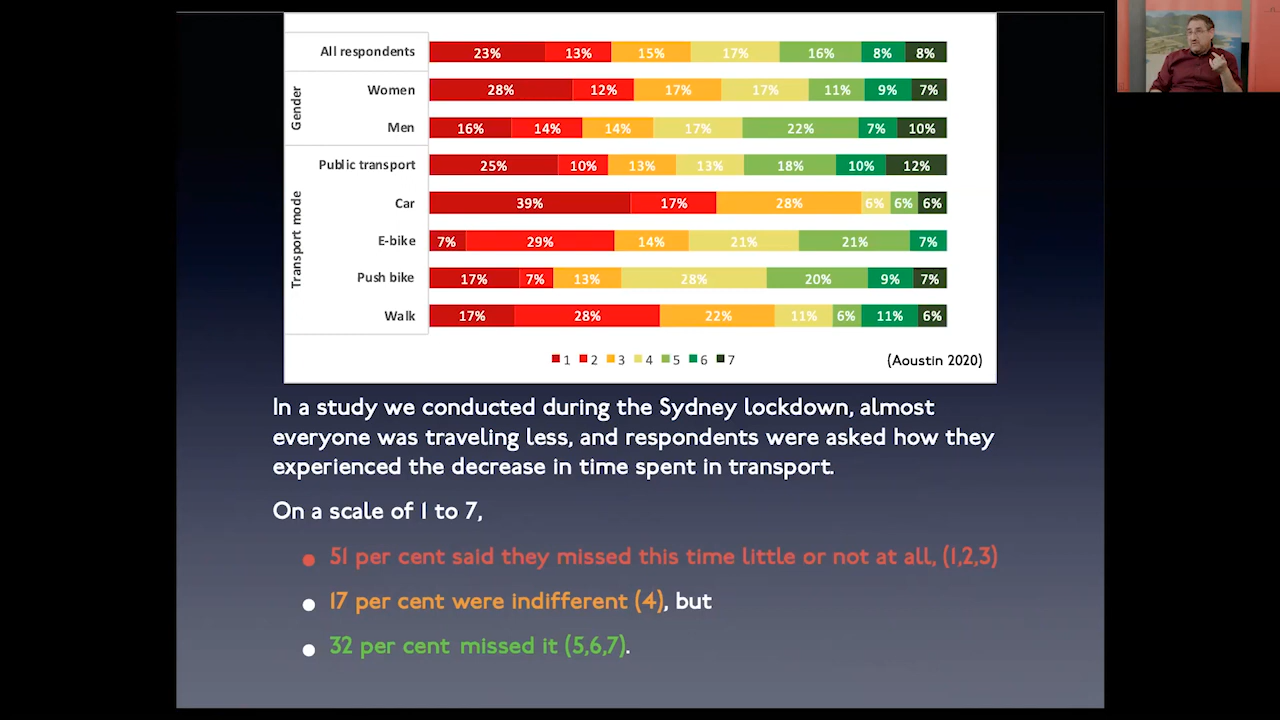 All respondents 23% 13% 15% 17% 16% 8% 8%
Gender
Women 28% 12% 17% 17% 11% 9% 7%
Men 16% 14% 14% 17% 22% 7% 10%
Transport mode
Public transport 25% 10% 13% 13% 18% 10% 12%
Car 39% 17% 28% 6% 6% 6%
E-bike 7% 29% 14% 21% 21% 7%
Push bike 17% 7% 13% 28% 20% 9% 7%
Walk 17% 28% 22% 11% 6% 11% 6%
1 2 3 4 5 6 7
(Aoustin 2020)
In a study we conducted during the Sydney lockdown, almost
everyone was traveling less, and respondents were asked how they
experienced the decrease in time spent in transport.
On a scale of 1 to 7,
• 51 per cent said they missed this time little or not at all, (1,2,3)
• 17 per cent were indifferent (4), but
• 32 per cent missed it (5,6,7).